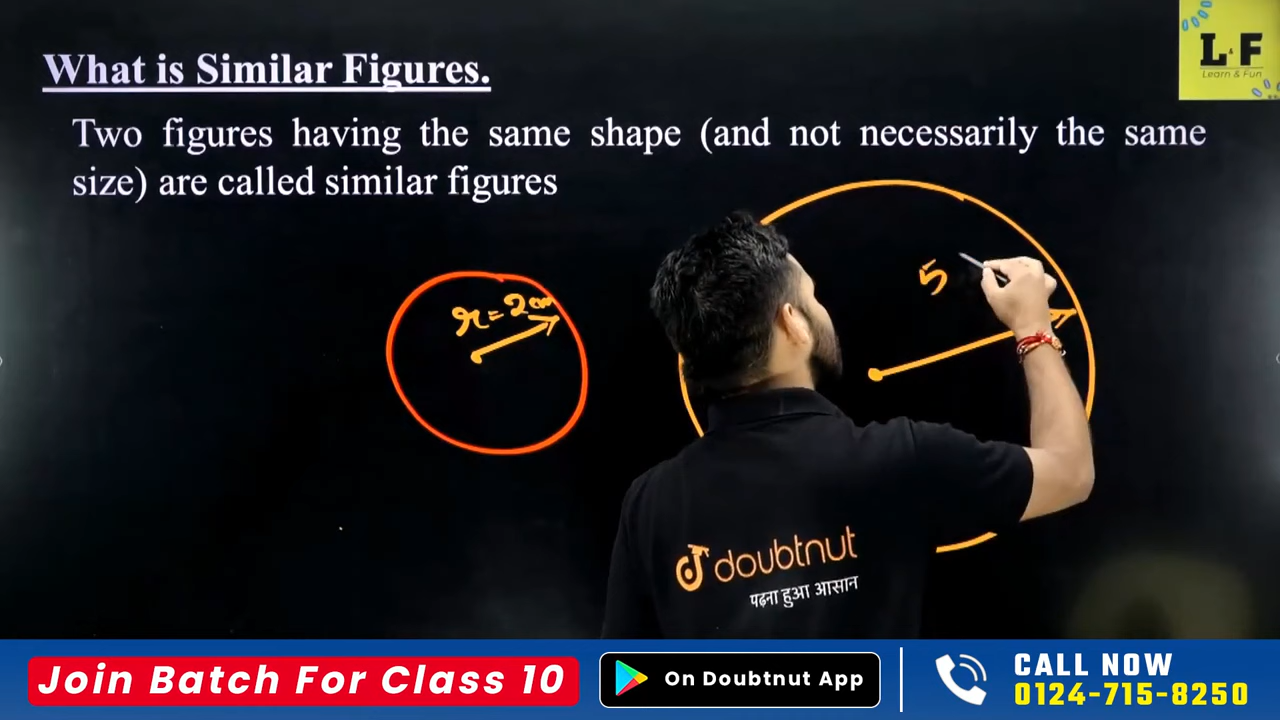 What is Similar Figures.
L&F
Learn & Fun
Two figures having the same shape (and not necessarily the same
size) are called similar figures
r = 2 cm
5
doubtnut
पढ़ना हुआ आसान
Join Batch For Class 10
On Doubtnut App
CALL NOW
0124-715-8250